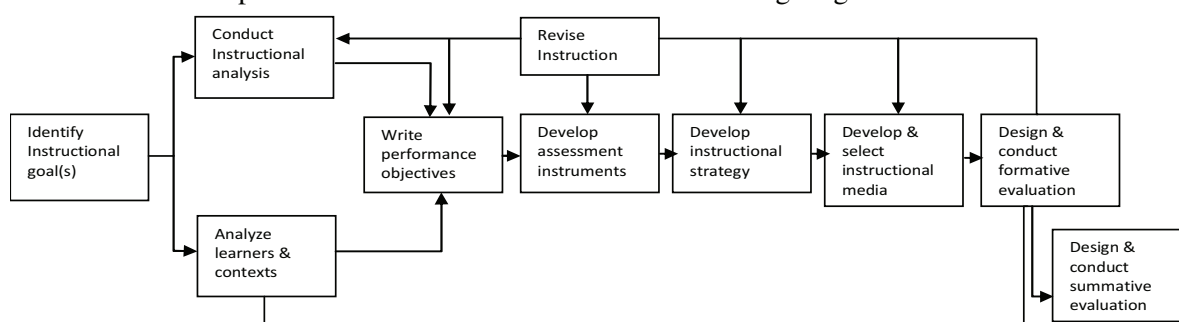 Conduct
Instructional
analysis
Revise
Instruction
Identify
Instructional
goal(s)
Write
performance
objectives
Develop
assessment
instruments
Develop
instructional
strategy
Develop &
select
instructional
media
Design &
conduct
formative
evaluation
Analyze
learners &
contexts
Design &
conduct
summative
evaluation